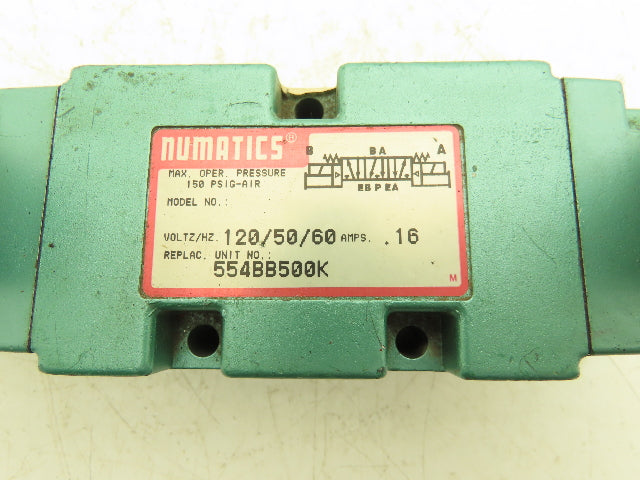 NUMATICS®
MAX. OPER. PRESSURE
150 PSIG-AIR
MODEL NO.:
B BA A
EB P EA
VOLTZ/HZ. 120/50/60 AMPS. .16
REPLAC. UNIT NO.:
554BB500K
M